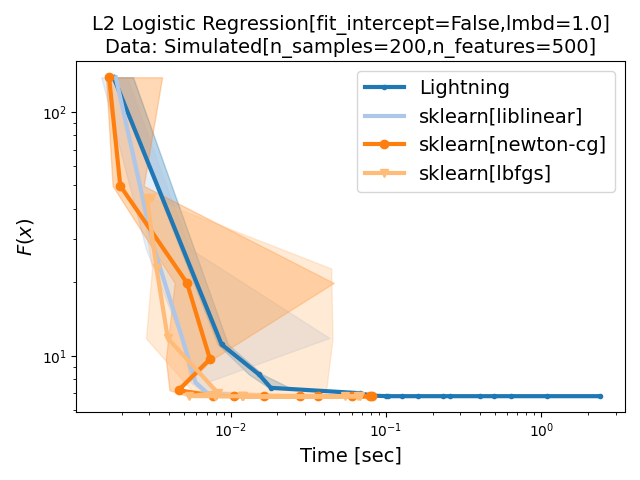 L2 Logistic Regression[fit_intercept=False,lmbd=1.0]
Data: Simulated[n_samples=200,n_features=500]
Lightning
sklearn[liblinear]
sklearn[newton-cg]
sklearn[lbfgs]
F(x)
10²
10¹
10⁻² 10⁻¹ 10⁰
Time [sec]